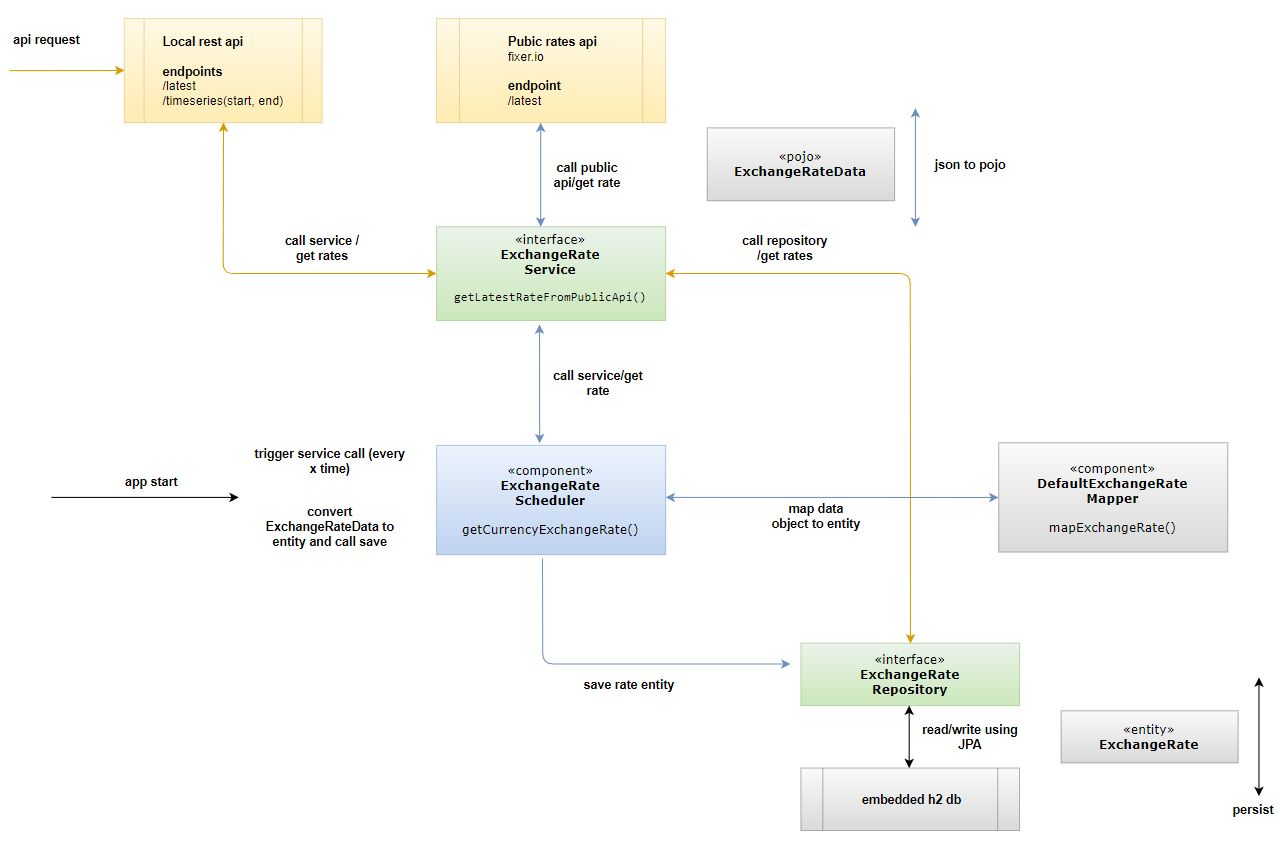 api request
Local rest api
endpoints
/latest
/timeseries(start, end)
Pubic rates api
fixer.io
endpoint
/latest
call public
api/get rate
«pojo»
ExchangeRateData
json to pojo
call service /
get rates
«interface»
ExchangeRate
Service
getLatestRateFromPublicApi()
call repository
/get rates
call service/get
rate
app start
trigger service call (every
x time)
convert
ExchangeRateData to
entity and call save
«component»
ExchangeRate
Scheduler
getCurrencyExchangeRate()
map data
object to entity
«component»
DefaultExchangeRate
Mapper
mapExchangeRate()
save rate entity
«interface»
ExchangeRate
Repository
read/write using
JPA
«entity»
ExchangeRate
embedded h2 db
persist